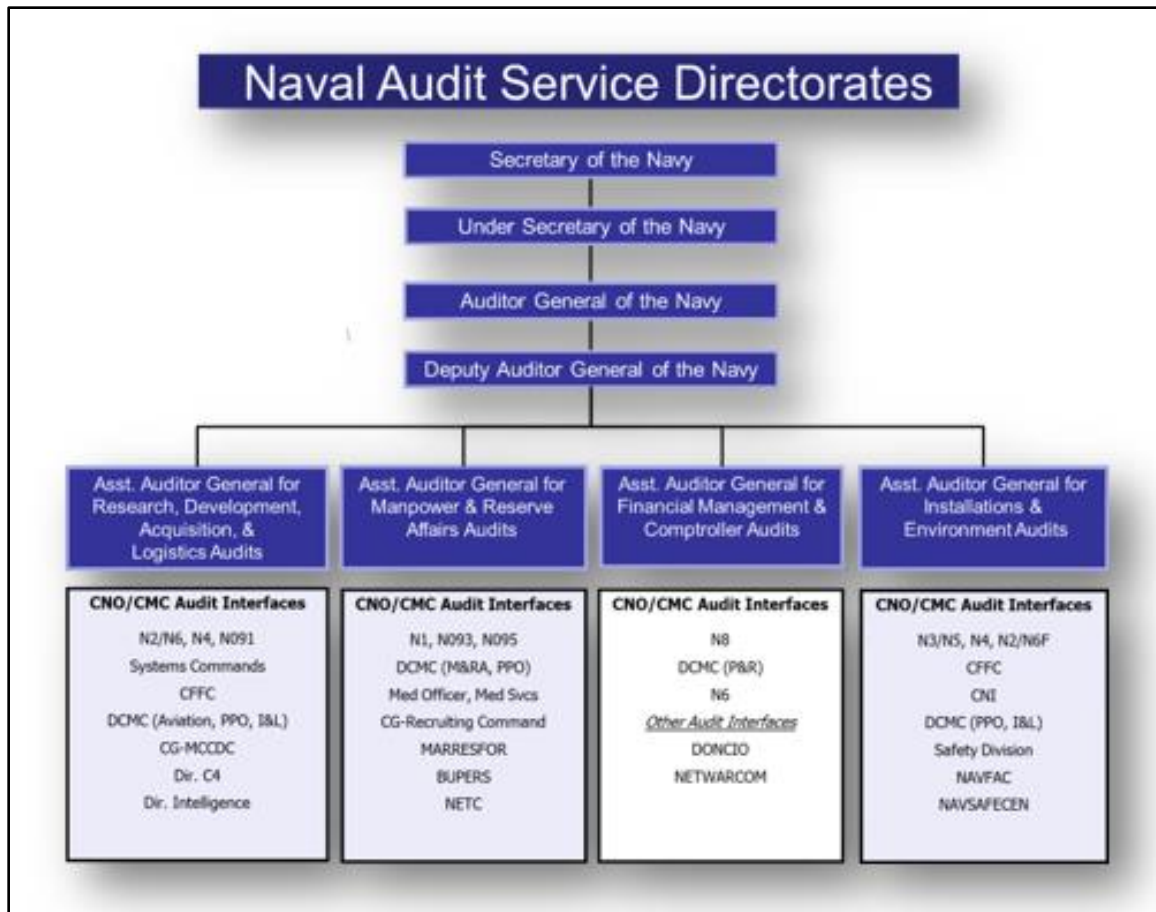 Naval Audit Service Directorates
Secretary of the Navy
Under Secretary of the Navy
Auditor General of the Navy
Deputy Auditor General of the Navy
Asst. Auditor General for
Research, Development,
Acquisition, &
Logistics Audits
CNO/CMC Audit Interfaces
N2/N6, N4, N091
Systems Commands
CFFC
DCMC (Aviation, PPO, I&L)
CG-MCCDC
Dir. C4
Dir. Intelligence
Asst. Auditor General for
Manpower & Reserve
Affairs Audits
CNO/CMC Audit Interfaces
N1, N093, N095
DCMC (M&RA, PPO)
Med Officer, Med Svcs
CG-Recruiting Command
MARRESFOR
BUPERS
NETC
Asst. Auditor General for
Financial Management &
Comptroller Audits
CNO/CMC Audit Interfaces
N8
DCMC (P&R)
N6
Other Audit Interfaces
DONCIO
NETWARCOM
Asst. Auditor General for
Installations &
Environment Audits
CNO/CMC Audit Interfaces
N3/N5, N4, N2/N6F
CFFC
CNI
DCMC (PPO, I&L)
Safety Division
NAVFAC
NAVSAFECEN